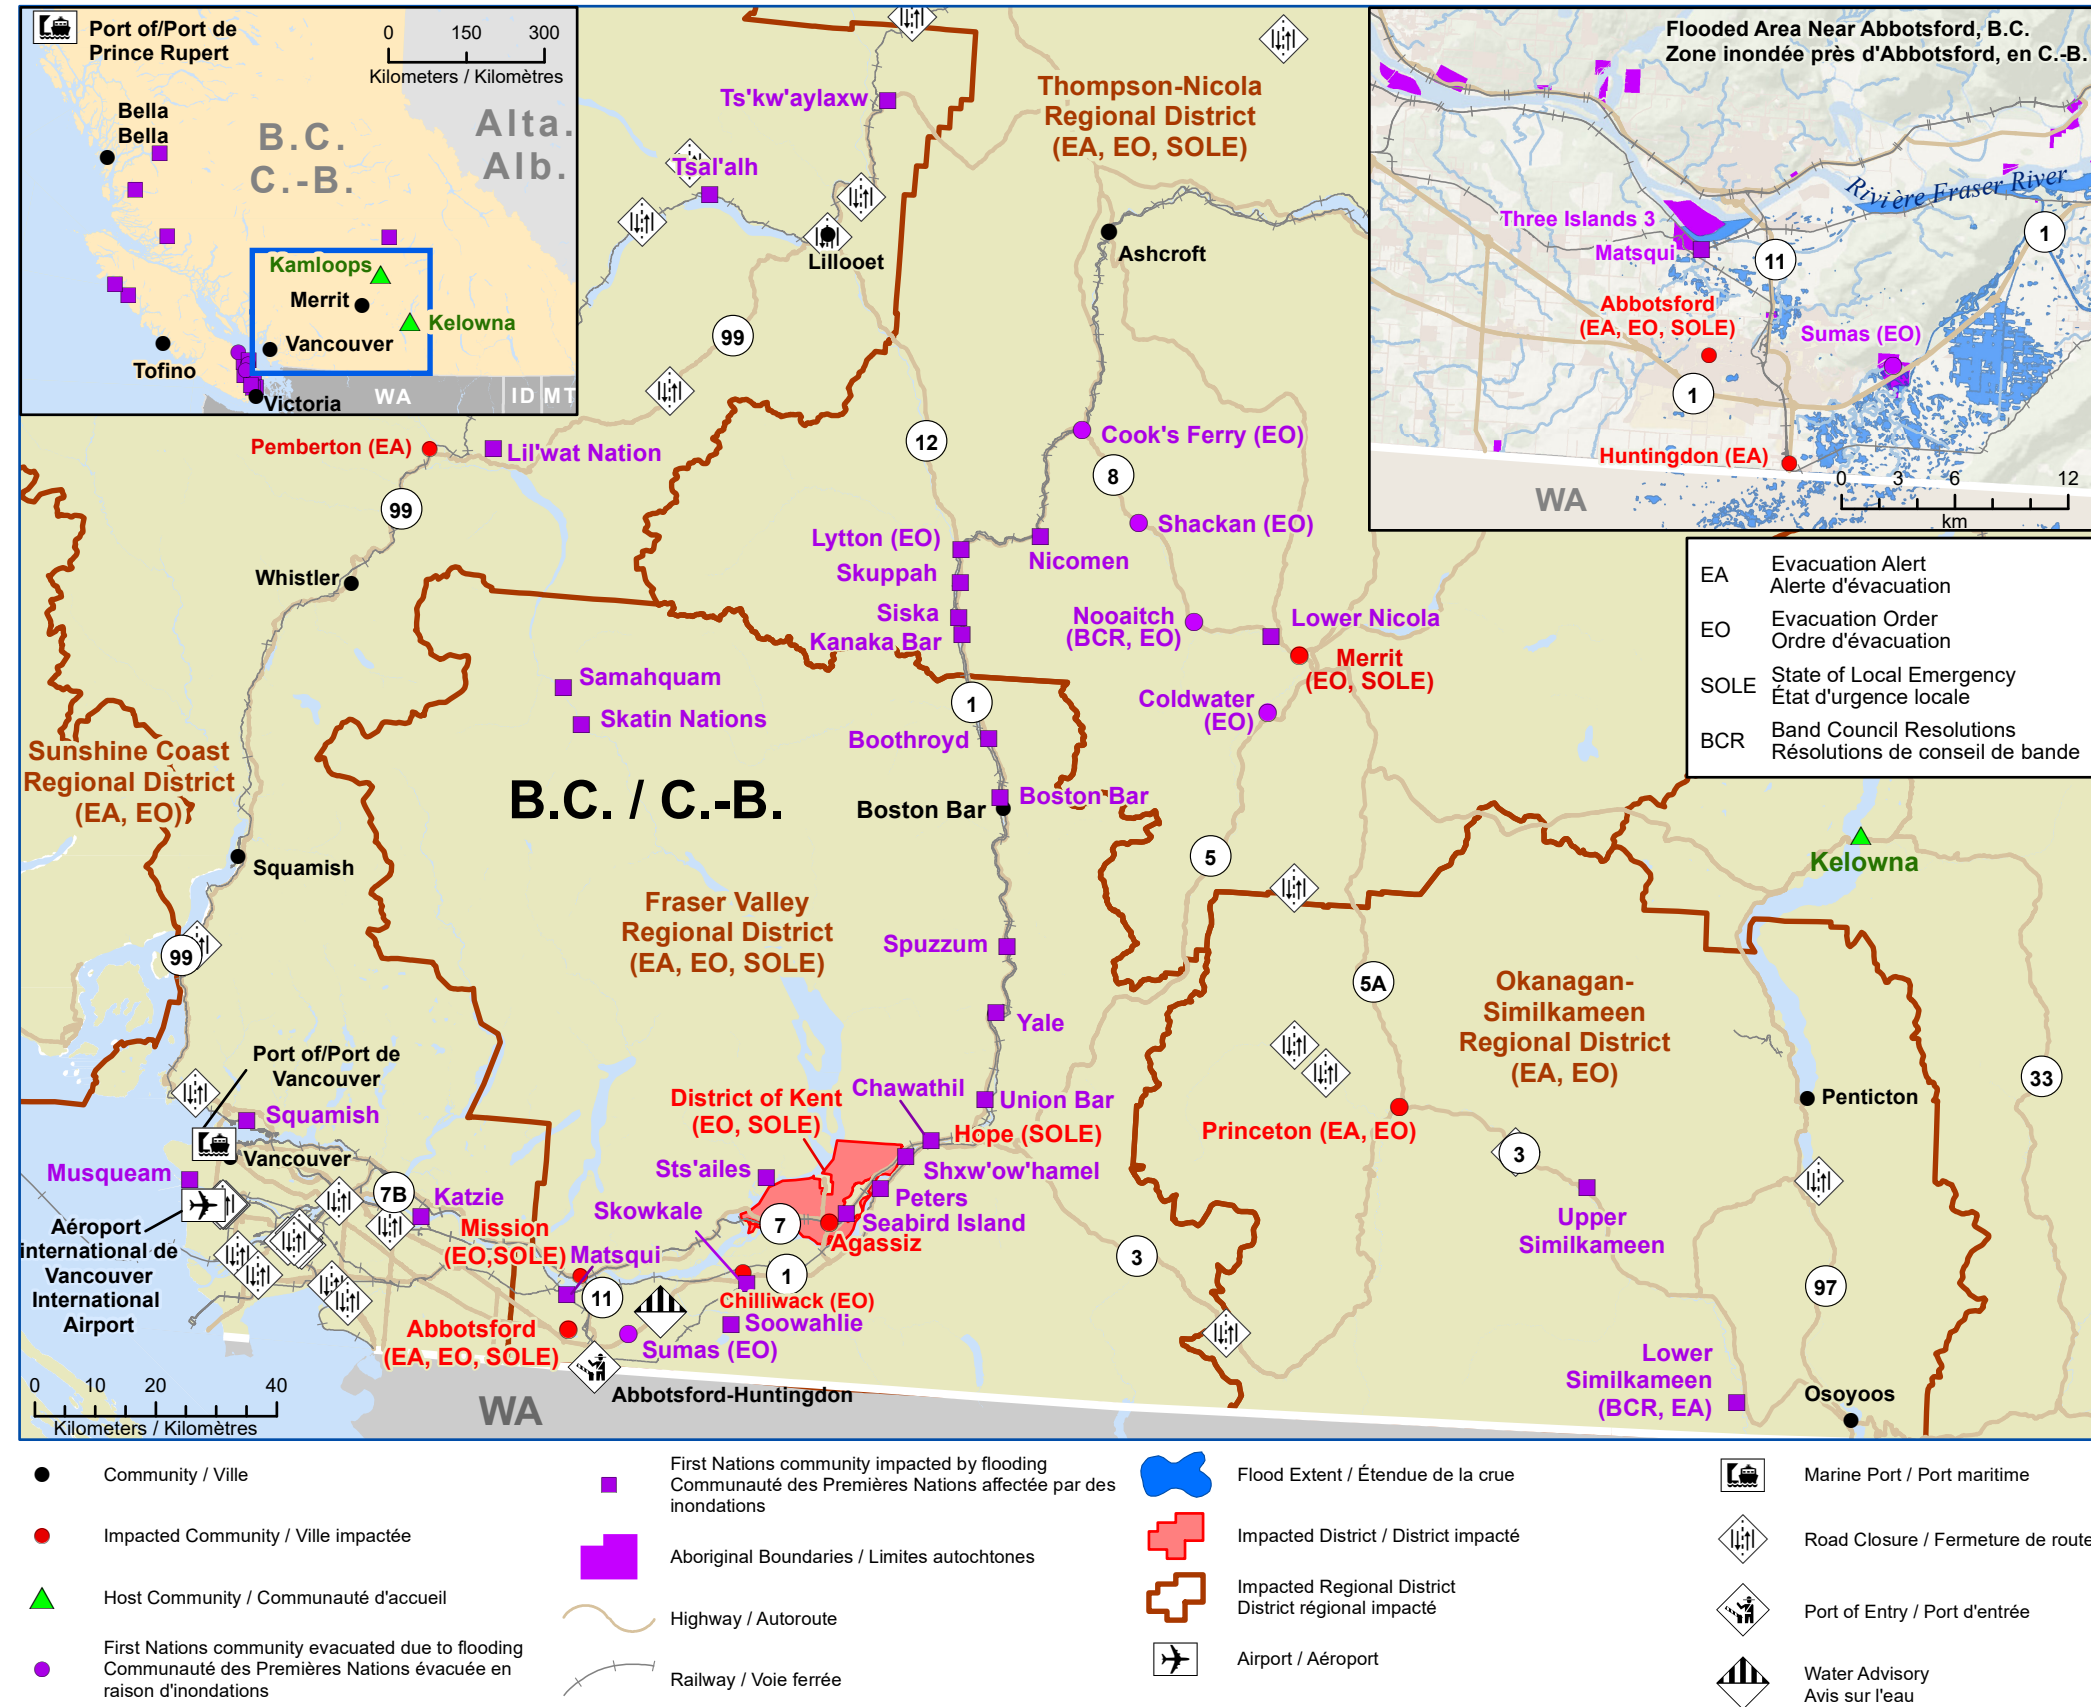 Port of/Port de
Prince Rupert
0 150 300
Kilometers / Kilomètres
Bella
Bella
B.C.
C.-B.
Alta.
Alb.
Kamloops
Merrit
Kelowna
Vancouver
Tofino
Victoria
WA
ID
MT
Flooded Area Near Abbotsford, B.C.
Zone inondée près d'Abbotsford, en C.-B.
Rivière Fraser River
Three Islands 3
Matsqui
11
1
Abbotsford
(EA, EO, SOLE)
Sumas (EO)
1
Huntingdon (EA)
WA
0 3 6 12
km
EA Evacuation Alert
Alerte d'évacuation
EO Evacuation Order
Ordre d'évacuation
SOLE State of Local Emergency
État d'urgence locale
BCR Band Council Resolutions
Résolutions de conseil de bande
Thompson-Nicola
Regional District
(EA, EO, SOLE)
Ts'kw'aylaxw
Tsal'alh
Lillooet
Ashcroft
99
Pemberton (EA)
Lil'wat Nation
12
Cook's Ferry (EO)
8
99
Shackan (EO)
Lytton (EO)
Nicomen
Skuppah
Whistler
Siska
Kanaka Bar
Nooaitch
(BCR, EO)
Lower Nicola
Merrit
(EO, SOLE)
Samahquam
Skatin Nations
1
Coldwater
(EO)
Boothroyd
Sunshine Coast
Regional District
(EA, EO)
B.C. / C.-B.
Boston Bar
Boston Bar
5
Kelowna
Squamish
Fraser Valley
Regional District
(EA, EO, SOLE)
Spuzzum
99
5A
Okanagan-
Similkameen
Regional District
(EA, EO)
Yale
Port of/Port de
Vancouver
33
Chawathil
Union Bar
District of Kent
(EO, SOLE)
Penticton
Squamish
Hope (SOLE)
Princeton (EA, EO)
3
Vancouver
Musqueam
Sts'ailes
Shxw'ow'hamel
Peters
7B
Katzie
Skowkale
7
Seabird Island
Agassiz
Aéroport
international de
Vancouver
International
Airport
Mission
(EO,SOLE)
Matsqui
Upper
Similkameen
3
1
11
97
Chilliwack (EO)
Soowahlie
Abbotsford
(EA, EO, SOLE)
Sumas (EO)
Abbotsford-Huntingdon
WA
Lower
Similkameen
(BCR, EA)
Osoyoos
0 10 20 40
Kilometers / Kilomètres
Community / Ville
Impacted Community / Ville impactée
Host Community / Communauté d'accueil
First Nations community evacuated due to flooding
Communauté des Premières Nations évacuée en
raison d'inondations
First Nations community impacted by flooding
Communauté des Premières Nations affectée par des
inondations
Aboriginal Boundaries / Limites autochtones
Highway / Autoroute
Railway / Voie ferrée
Flood Extent / Étendue de la crue
Impacted District / District impacté
Impacted Regional District
District régional impacté
Airport / Aéroport
Marine Port / Port maritime
Road Closure / Fermeture de route
Port of Entry / Port d'entrée
Water Advisory
Avis sur l'eau